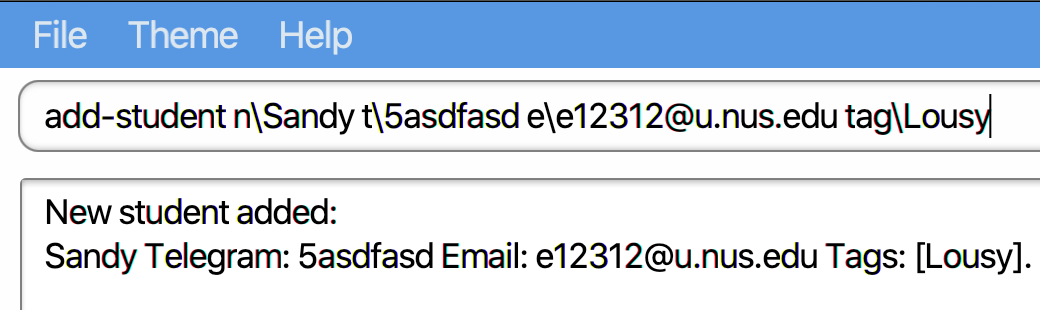 File Theme Help
add-student n\Sandy t\5asdfasd e\e12312@u.nus.edu tag\Lousy
New student added:
Sandy Telegram: 5asdfasd Email: e12312@u.nus.edu Tags: [Lousy].